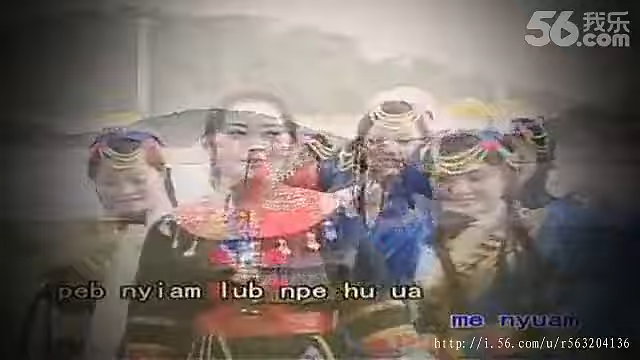 56我乐
.com
peb nyiam lub npe hu ua
me nyuam
http://i.56.com/u/r563204136